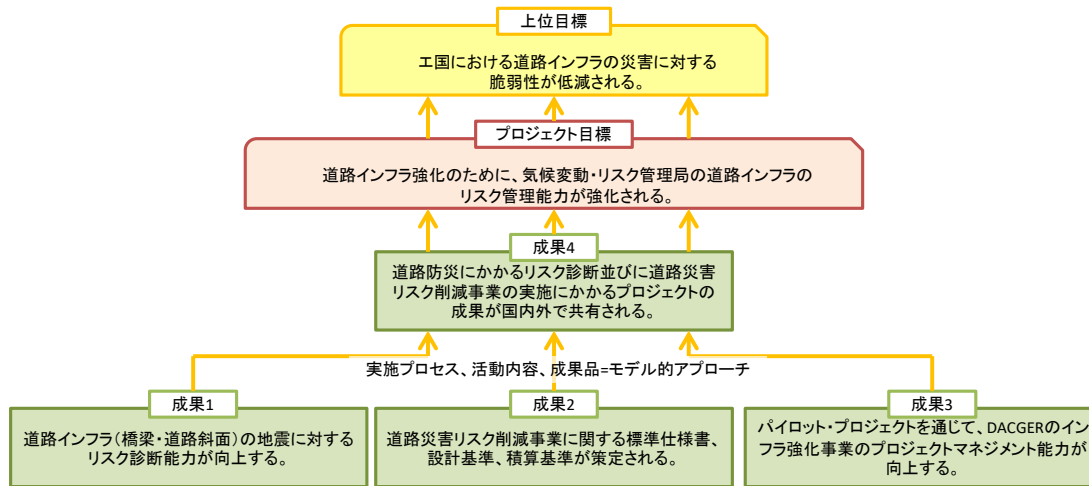 上位目標
エ国における道路インフラの災害に対する
脆弱性が低減される。
プロジェクト目標
道路インフラ強化のために、気候変動・リスク管理局の道路インフラの
リスク管理能力が強化される。
成果4
道路防災にかかるリスク診断並びに道路災害
リスク削減事業の実施にかかるプロジェクトの
成果が国内外で共有される。
実施プロセス、活動内容、成果品=モデル的アプローチ
成果1
道路インフラ(橋梁・道路斜面)の地震に対する
リスク診断能力が向上する。
成果2
道路災害リスク削減事業に関する標準仕様書、
設計基準、積算基準が策定される。
成果3
パイロット・プロジェクトを通じて、DACGERのイン
フラ強化事業のプロジェクトマネジメント能力が
向上する。